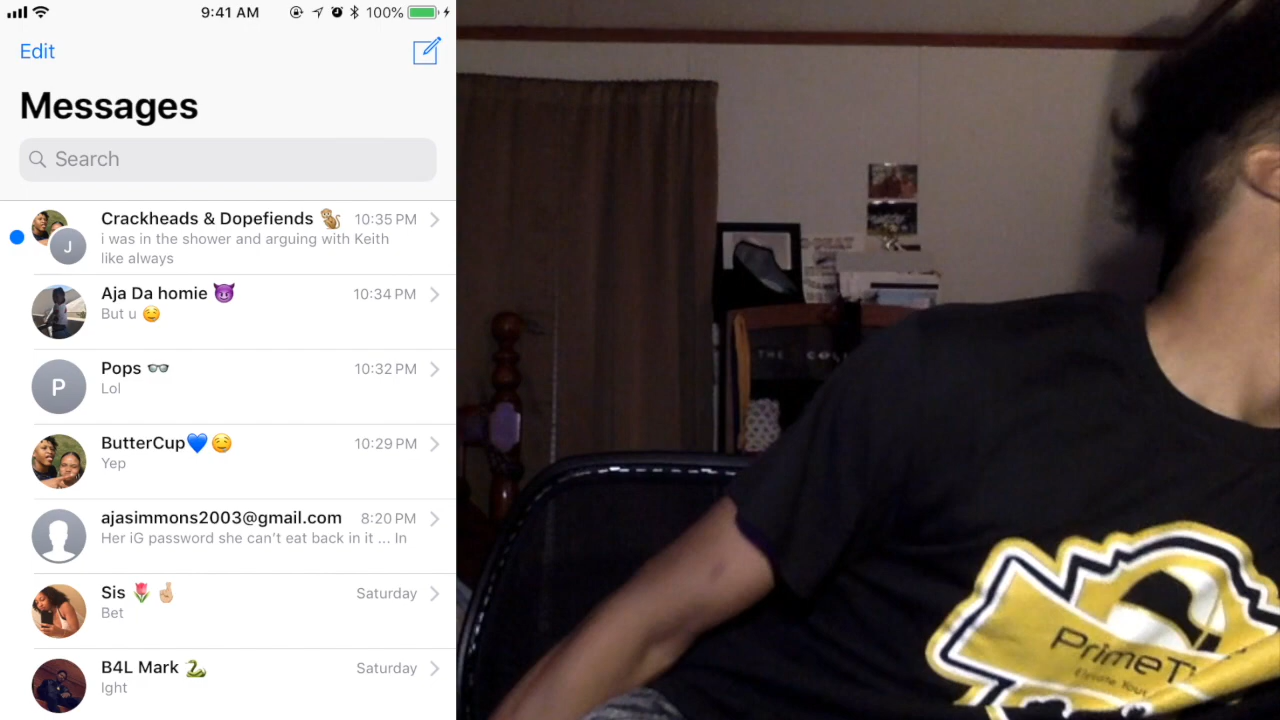 9:41 AM 100%
Edit
Messages
Search
Crackheads & Dopefiends 🐒 10:35 PM
i was in the shower and arguing with Keith
like always
J
Aja Da homie 😈 10:34 PM
But u ☺️
Pops 👓 10:32 PM
Lol
P
ButterCup💙☺️ 10:29 PM
Yep
ajasimmons2003@gmail.com 8:20 PM
Her iG password she can’t eat back in it ... In
Sis 🌷🤞🏼 Saturday
Bet
B4L Mark 🐍 Saturday
Ight
THE
PrimeT
Elevate Your